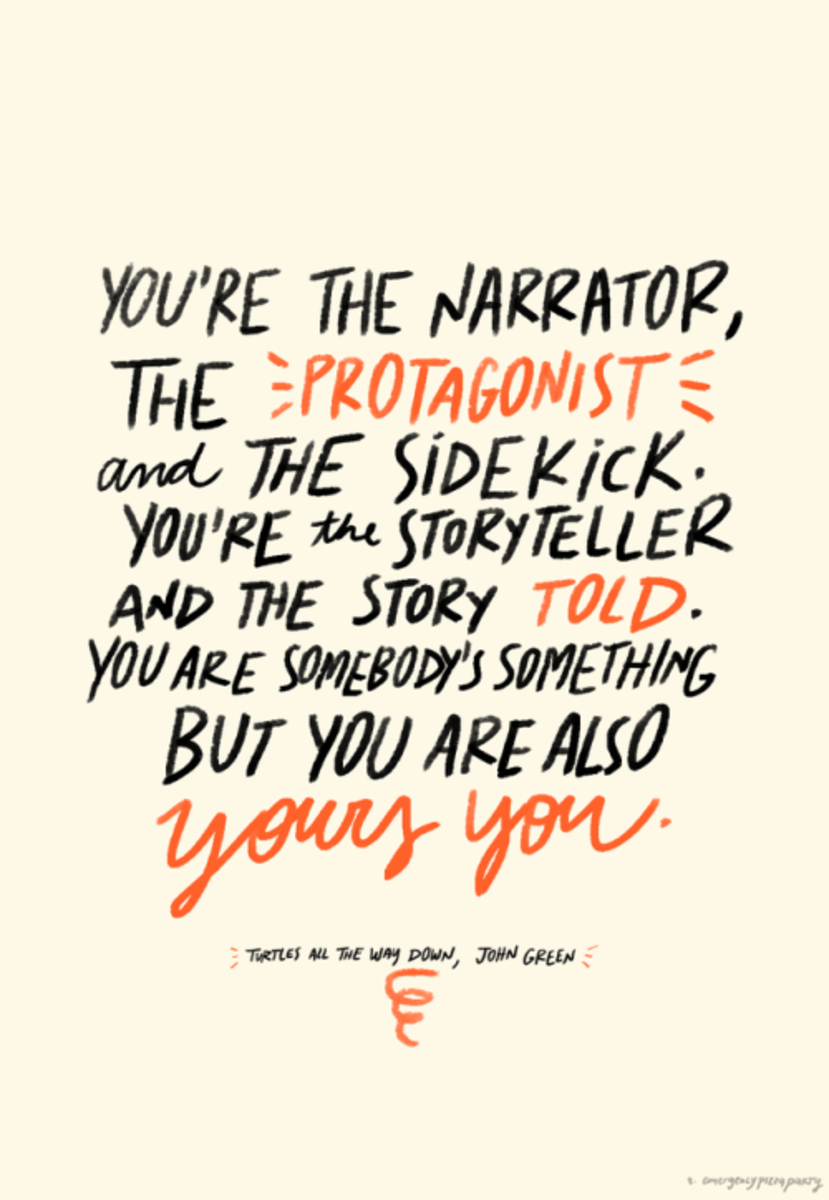 YOU'RE THE NARRATOR,
THE PROTAGONIST
and THE SIDEKICK.
YOU'RE the STORYTELLER
AND THE STORY TOLD.
YOU ARE SOMEBODY'S SOMETHING
BUT YOU ARE ALSO
yours you.
TURTLES ALL THE WAY DOWN, JOHN GREEN
emergencypizzaparty